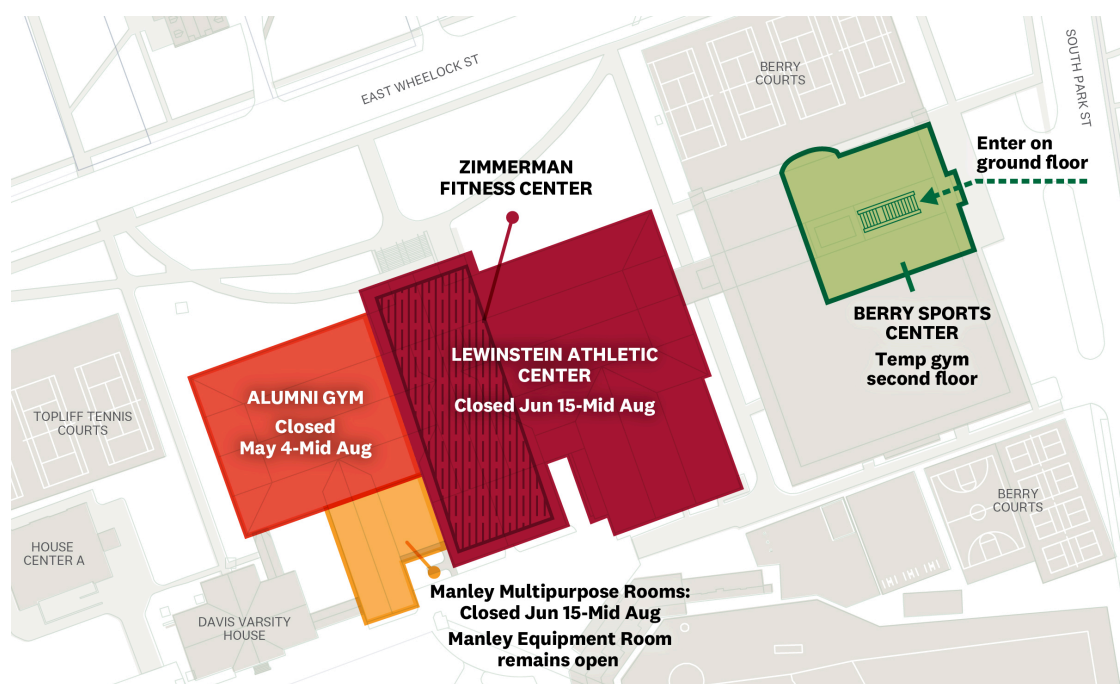 EAST WHEELOCK ST
BERRY
COURTS
SOUTH PARK ST
Enter on
ground floor
ZIMMERMAN
FITNESS CENTER
BERRY SPORTS
CENTER
Temp gym
second floor
LEWINSTEIN ATHLETIC
CENTER
Closed Jun 15-Mid Aug
ALUMNI GYM
Closed
May 4-Mid Aug
TOPLIFF TENNIS
COURTS
BERRY
COURTS
HOUSE
CENTER A
DAVIS VARSITY
HOUSE
Manley Multipurpose Rooms:
Closed Jun 15-Mid Aug
Manley Equipment Room
remains open